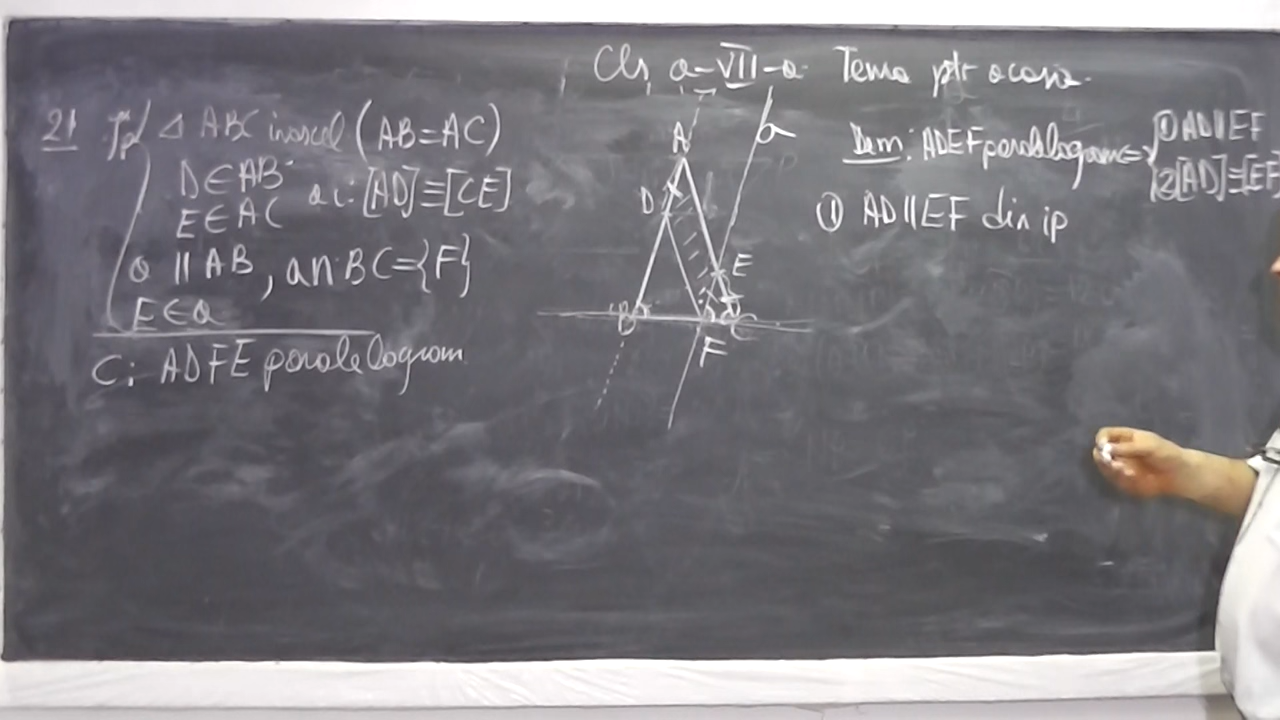 Cls a-VII-a Tema ptr acasa
21 Ip/ Δ ABC isoscel (AB=AC)
D∈AB
E∈AC a.i: [AD]≡[CE]
a ∥ AB, a∩BC={F}
E∈a
C: ADFE paralelogram
A
a
D
E
B
C
F
Dem: ADEF paralelogram⇔
① AD∥EF
② [AD]≡[EF
① AD∥EF din ip